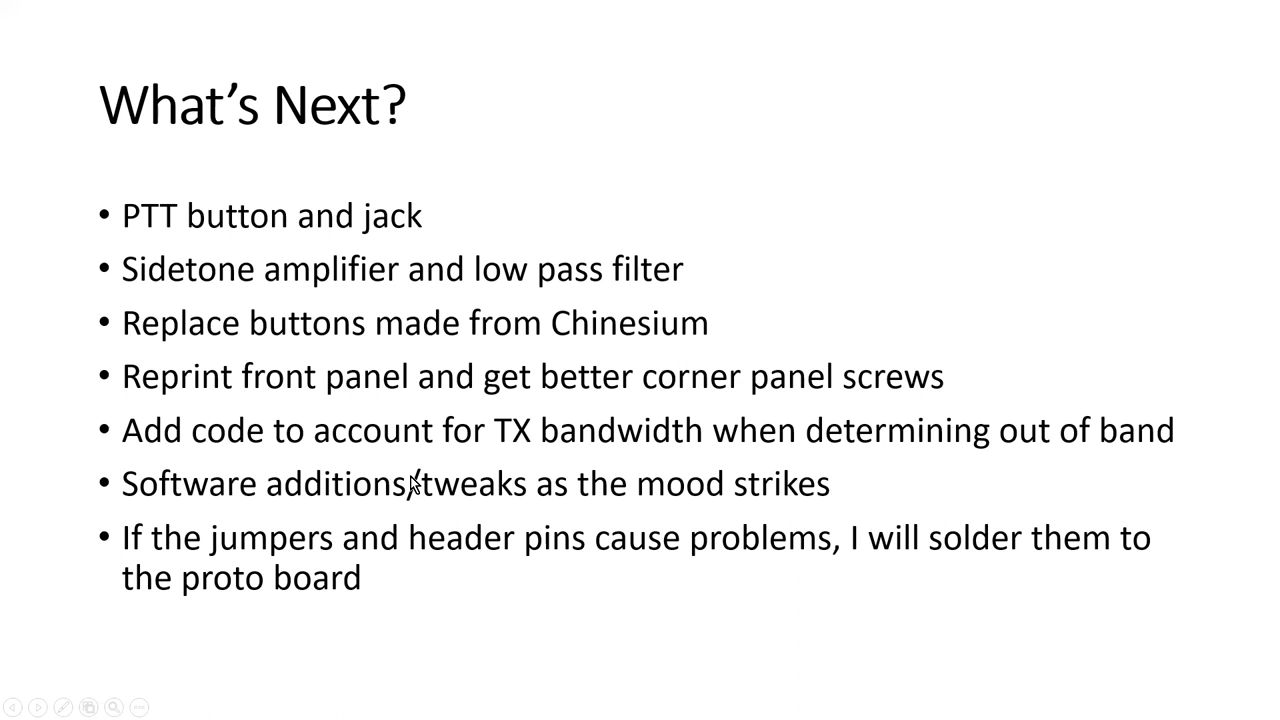 What’s Next?
• PTT button and jack
• Sidetone amplifier and low pass filter
• Replace buttons made from Chinesium
• Reprint front panel and get better corner panel screws
• Add code to account for TX bandwidth when determining out of band
• Software additions/tweaks as the mood strikes
• If the jumpers and header pins cause problems, I will solder them to
the proto board